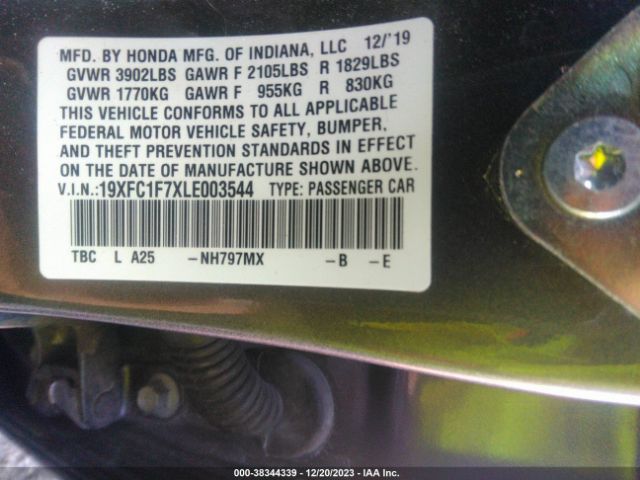 MFD. BY HONDA MFG. OF INDIANA, LLC 12/'19
GVWR 3902LBS GAWR F 2105LBS R 1829LBS
GVWR 1770KG GAWR F 955KG R 830KG
THIS VEHICLE CONFORMS TO ALL APPLICABLE
FEDERAL MOTOR VEHICLE SAFETY, BUMPER,
AND THEFT PREVENTION STANDARDS IN EFFECT
ON THE DATE OF MANUFACTURE SHOWN ABOVE.
V.I.N.:19XFC1F7XLE003544 TYPE: PASSENGER CAR
TBC L A25 -NH797MX -B -E
000-38344339 - 12/20/2023 - IAA Inc.